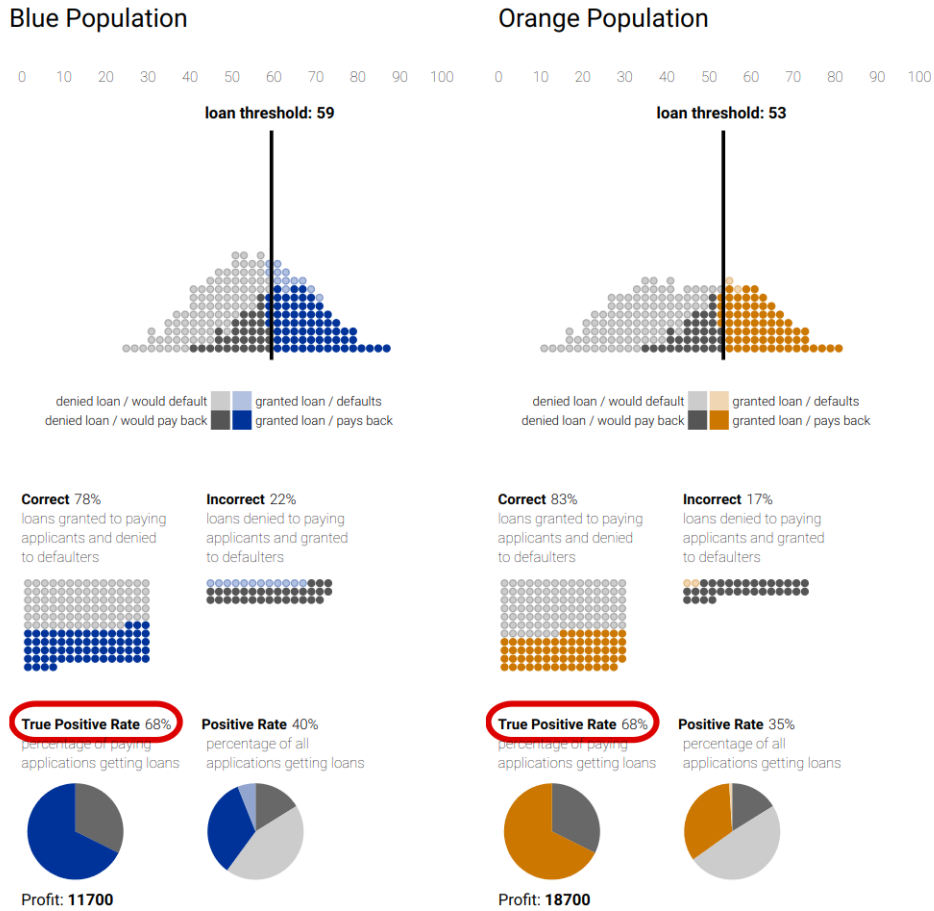 Blue Population
Orange Population
0 10 20 30 40 50 60 70 80 90 100
0 10 20 30 40 50 60 70 80 90 100
loan threshold: 59
loan threshold: 53
denied loan / would default
granted loan / defaults
denied loan / would pay back
granted loan / pays back
denied loan / would default
granted loan / defaults
denied loan / would pay back
granted loan / pays back
Correct 78%
loans granted to paying
applicants and denied
to defaulters
Incorrect 22%
loans denied to paying
applicants and granted
to defaulters
Correct 83%
loans granted to paying
applicants and denied
to defaulters
Incorrect 17%
loans denied to paying
applicants and granted
to defaulters
True Positive Rate 68%
percentage of paying
applications getting loans
Positive Rate 40%
percentage of all
applications getting loans
True Positive Rate 68%
percentage of paying
applications getting loans
Positive Rate 35%
percentage of all
applications getting loans
Profit: 11700
Profit: 18700